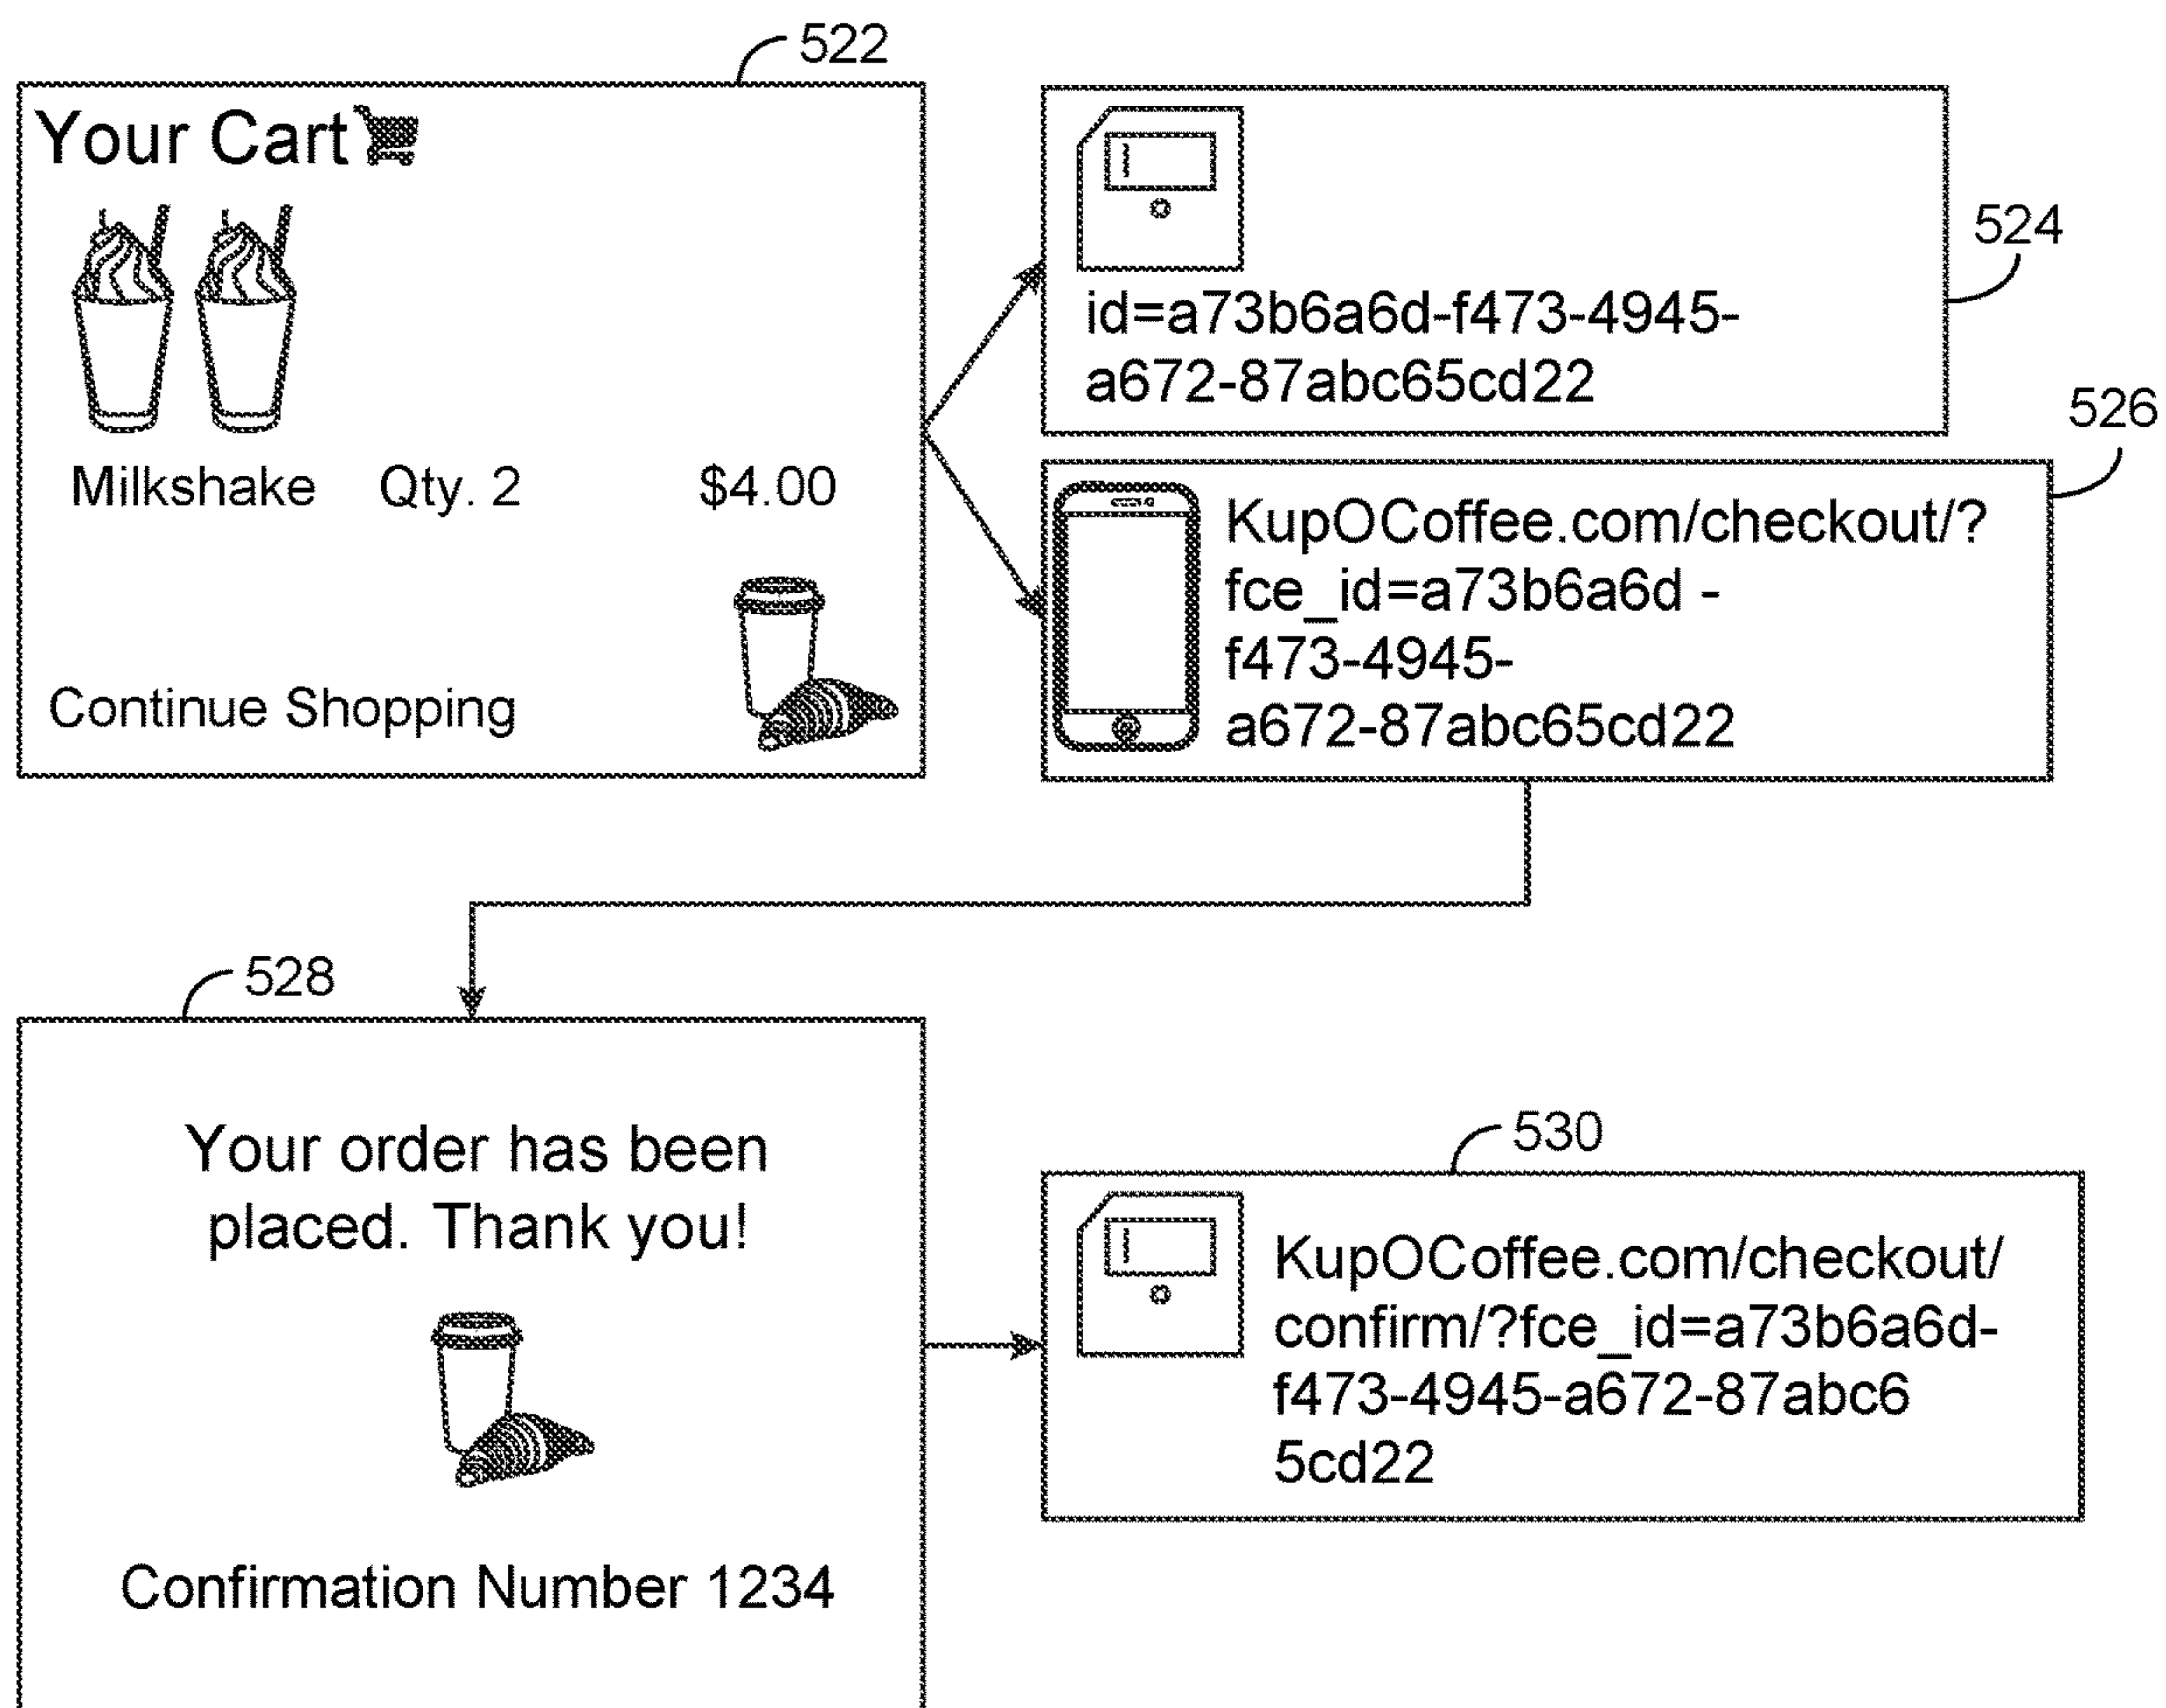 522
Your Cart
Milkshake Qty. 2 $4.00
Continue Shopping
524
id=a73b6a6d-f473-4945-
a672-87abc65cd22
526
KupOCoffee.com/checkout/?
fce_id=a73b6a6d -
f473-4945-
a672-87abc65cd22
528
Your order has been
placed. Thank you!
Confirmation Number 1234
530
KupOCoffee.com/checkout/
confirm/?fce_id=a73b6a6d-
f473-4945-a672-87abc6
5cd22